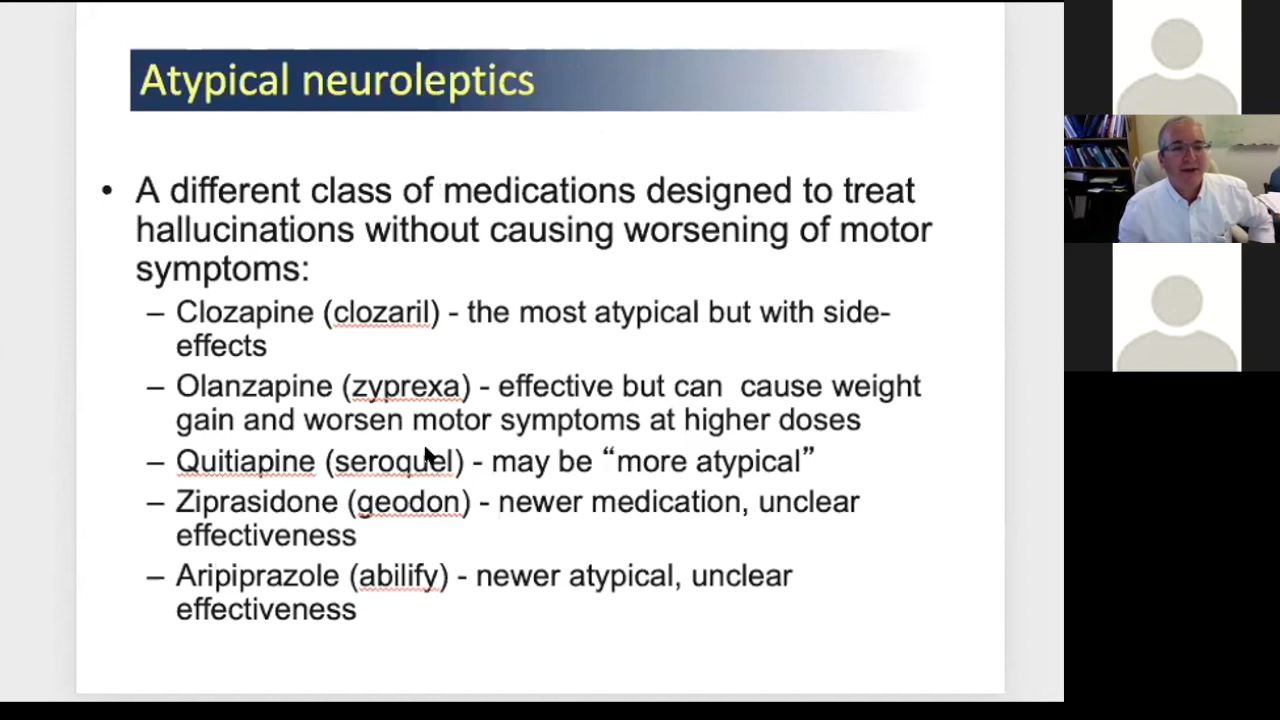 Atypical neuroleptics
• A different class of medications designed to treat
hallucinations without causing worsening of motor
symptoms:
– Clozapine (clozaril) - the most atypical but with side-
effects
– Olanzapine (zyprexa) - effective but can  cause weight
gain and worsen motor symptoms at higher doses
– Quitiapine (seroquel) - may be “more atypical”
– Ziprasidone (geodon) - newer medication, unclear
effectiveness
– Aripiprazole (abilify) - newer atypical, unclear
effectiveness